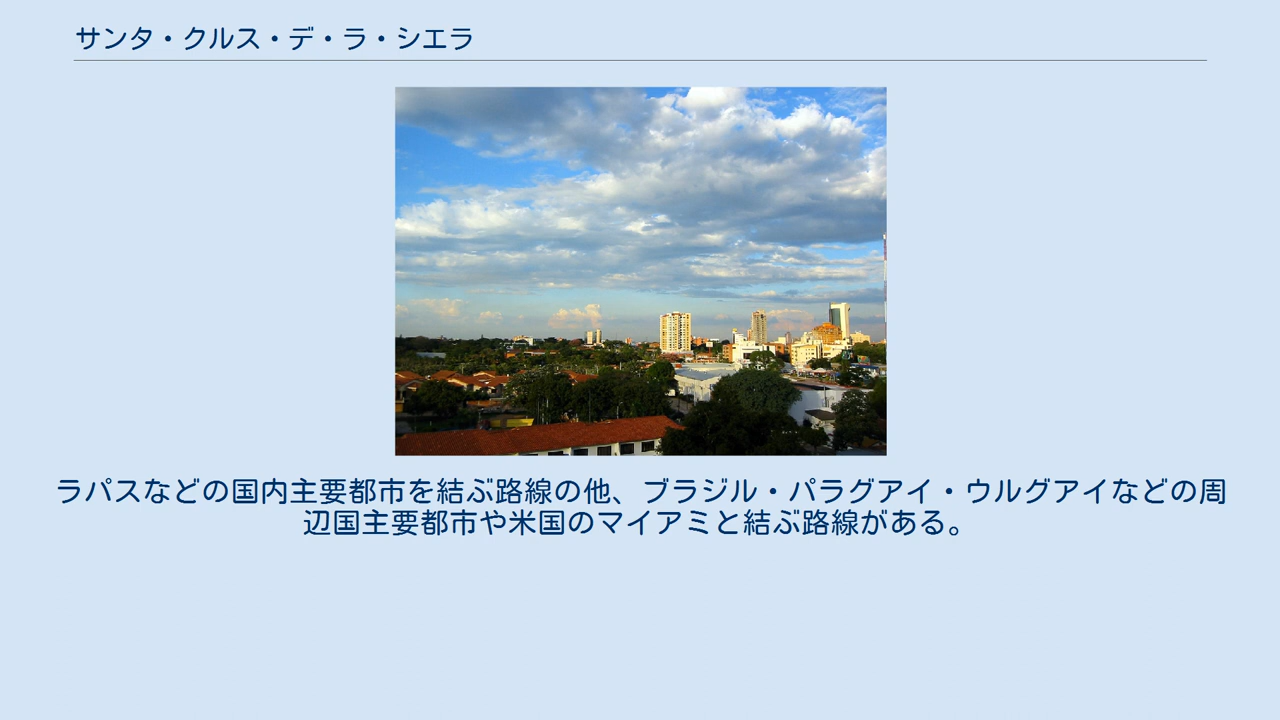 サンタ・クルス・デ・ラ・シエラ
ラパスなどの国内主要都市を結ぶ路線の他、ブラジル・パラグアイ・ウルグアイなどの周
辺国主要都市や米国のマイアミと結ぶ路線がある。